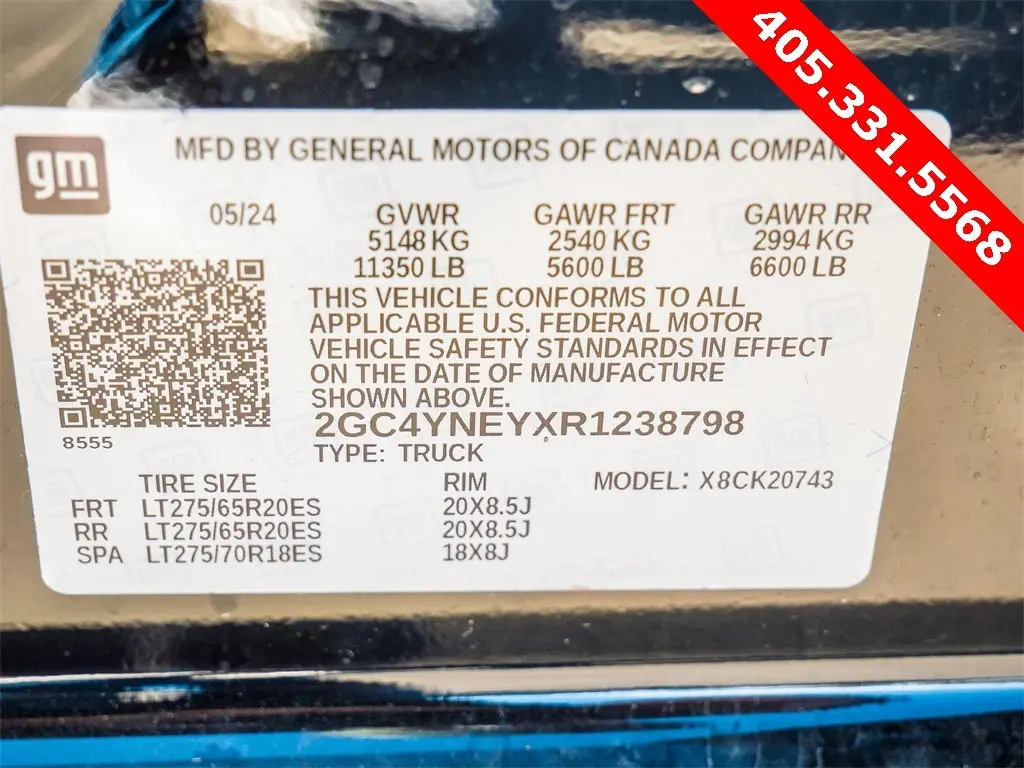 405.331.5568
gm
MFD BY GENERAL MOTORS OF CANADA
05/24
GVWR
5148 KG
11350 LB
GAWR FRT
2540 KG
5600 LB
GAWR RR
2994 KG
6600 LB
THIS VEHICLE CONFORMS TO ALL
APPLICABLE U.S. FEDERAL MOTOR
VEHICLE SAFETY STANDARDS IN EFFECT
ON THE DATE OF MANUFACTURE
SHOWN ABOVE.
8555
2GC4YNEYXR1238798
TYPE: TRUCK
TIRE SIZE RIM MODEL: X8CK20743
FRT LT275/65R20ES 20X8.5J
RR LT275/65R20ES 20X8.5J
SPA LT275/70R18ES 18X8J